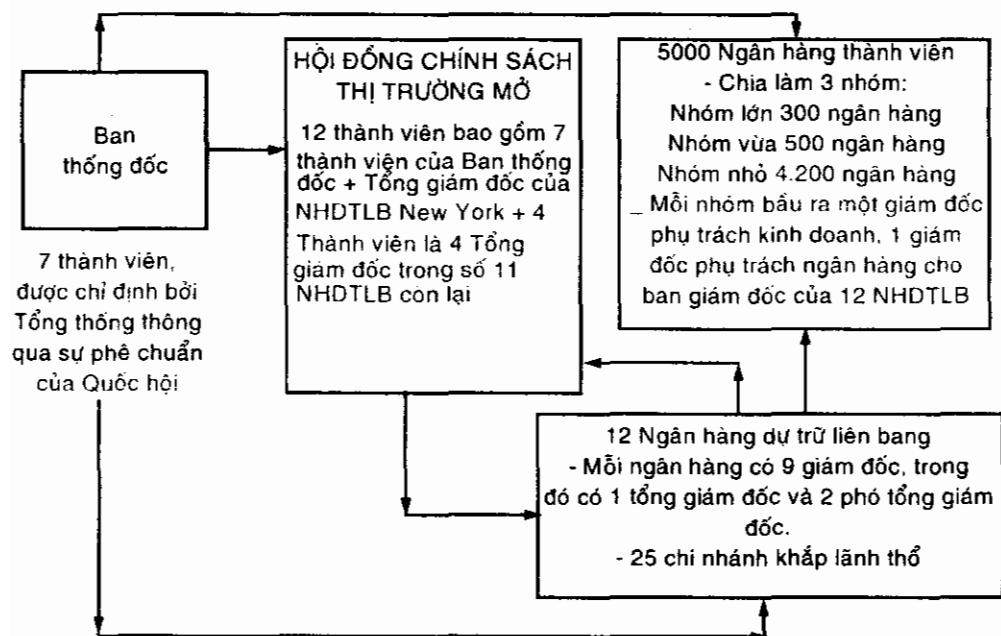 Ban
thống đốc
7 thành viên,
được chỉ định bởi
Tổng thống thông
qua sự phê chuẩn
của Quốc hội
HỘI ĐỒNG CHÍNH SÁCH
THỊ TRƯỜNG MỞ
12 thành viên bao gồm 7
thành viên của Ban thống
đốc + Tổng giám đốc của
NHDTLB New York + 4
Thành viên là 4 Tổng
giám đốc trong số 11
NHDTLB còn lại
5000 Ngân hàng thành viên
- Chia làm 3 nhóm:
Nhóm lớn 300 ngân hàng
Nhóm vừa 500 ngân hàng
Nhóm nhỏ 4.200 ngân hàng
_ Mỗi nhóm bầu ra một giám đốc
phụ trách kinh doanh, 1 giám
đốc phụ trách ngân hàng cho
ban giám đốc của 12 NHDTLB
12 Ngân hàng dự trữ liên bang
- Mỗi ngân hàng có 9 giám đốc, trong
đó có 1 tổng giám đốc và 2 phó tổng giám
đốc.
- 25 chi nhánh khắp lãnh thổ